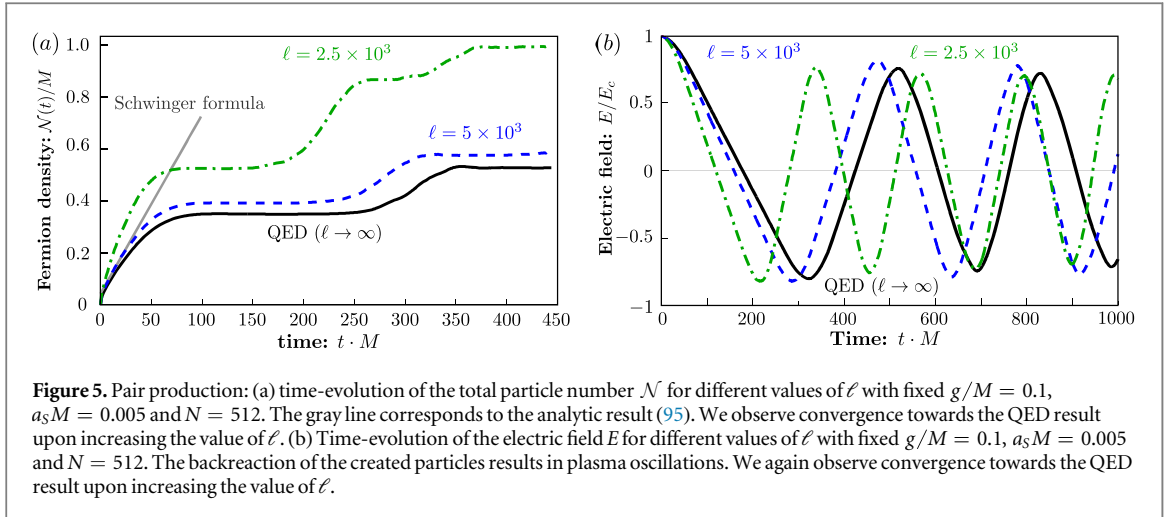 (a)
1.0
0.8
0.6
0.4
0.2
0
Fermion density: 𝒩(t)/M
ℓ = 2.5 × 10³
Schwinger formula
ℓ = 5 × 10³
QED (ℓ → ∞)
0 50 100 150 200 250 300 350 400 450
time: t · M
(b)
1
0.5
0
−0.5
−1
Electric field: E/E_c
ℓ = 5 × 10³
ℓ = 2.5 × 10³
QED (ℓ → ∞)
0 200 400 600 800 1000
Time: t · M
Figure 5. Pair production: (a) time-evolution of the total particle number 𝒩 for different values of ℓ with fixed g/M = 0.1,
a_S M = 0.005 and N = 512. The gray line corresponds to the analytic result (95). We observe convergence towards the QED result
upon increasing the value of ℓ. (b) Time-evolution of the electric field E for different values of ℓ with fixed g/M = 0.1, a_S M = 0.005
and N = 512. The backreaction of the created particles results in plasma oscillations. We again observe convergence towards the QED
result upon increasing the value of ℓ.